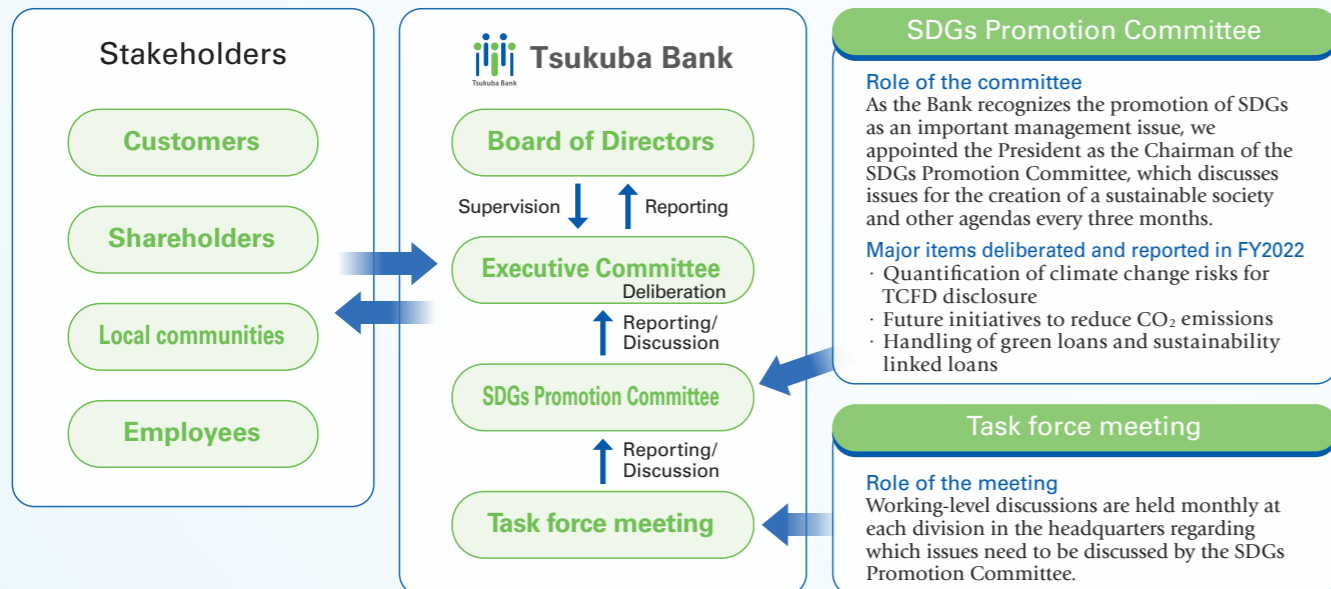 Stakeholders
Customers
Shareholders
Local communities
Employees
Tsukuba Bank
Tsukuba Bank
Board of Directors
Supervision
Reporting
Executive Committee
Deliberation
Reporting/
Discussion
SDGs Promotion Committee
Reporting/
Discussion
Task force meeting
SDGs Promotion Committee
Role of the committee
As the Bank recognizes the promotion of SDGs
as an important management issue, we
appointed the President as the Chairman of the
SDGs Promotion Committee, which discusses
issues for the creation of a sustainable society
and other agendas every three months.
Major items deliberated and reported in FY2022
· Quantification of climate change risks for
TCFD disclosure
· Future initiatives to reduce CO₂ emissions
· Handling of green loans and sustainability
linked loans
Task force meeting
Role of the meeting
Working-level discussions are held monthly at
each division in the headquarters regarding
which issues need to be discussed by the SDGs
Promotion Committee.